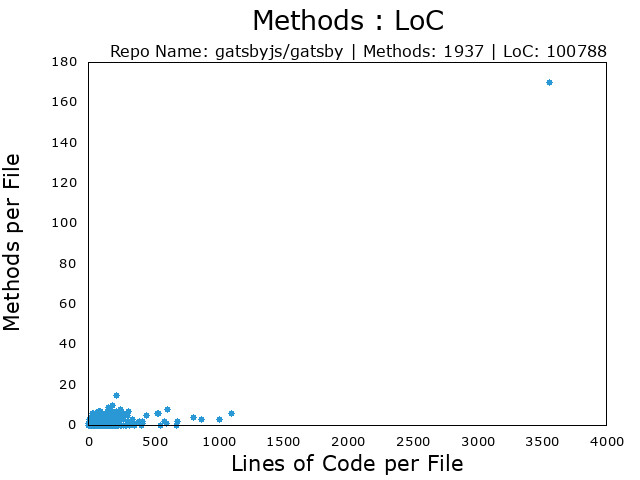 Methods : LoC
Repo Name: gatsbyjs/gatsby | Methods: 1937 | LoC: 100788
180
160
140
120
100
80
60
40
20
0
Methods per File
0 500 1000 1500 2000 2500 3000 3500 4000
Lines of Code per File